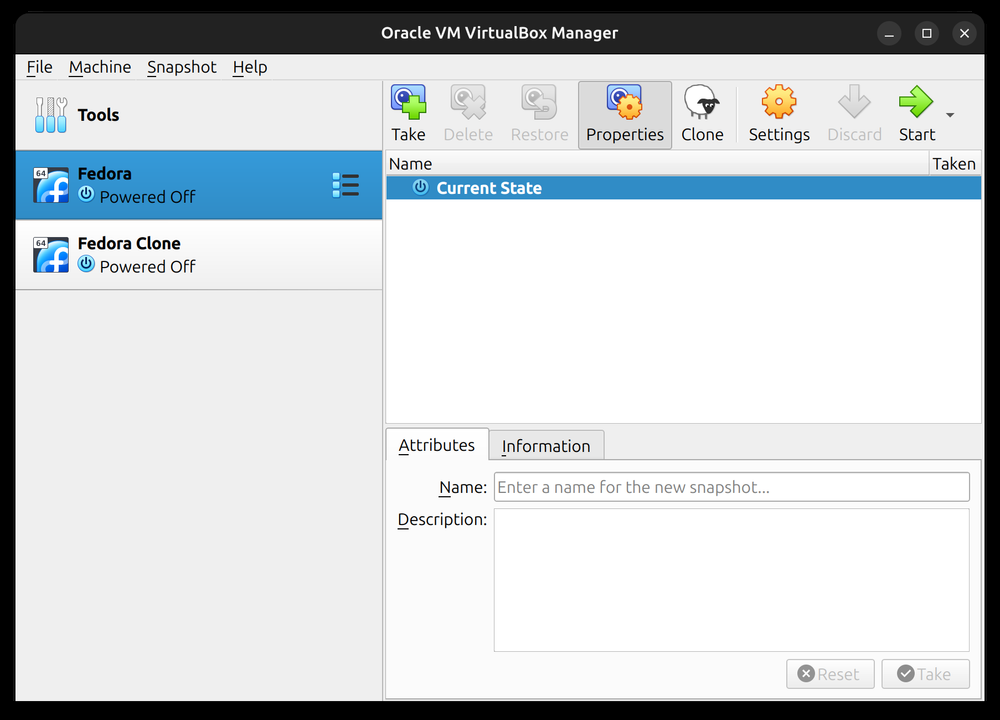 Oracle VM VirtualBox Manager
File Machine Snapshot Help
Tools
64 Fedora
Powered Off
64 Fedora Clone
Powered Off
Take Delete Restore Properties Clone Settings Discard Start
Name Taken
Current State
Attributes Information
Name: Enter a name for the new snapshot...
Description:
Reset Take